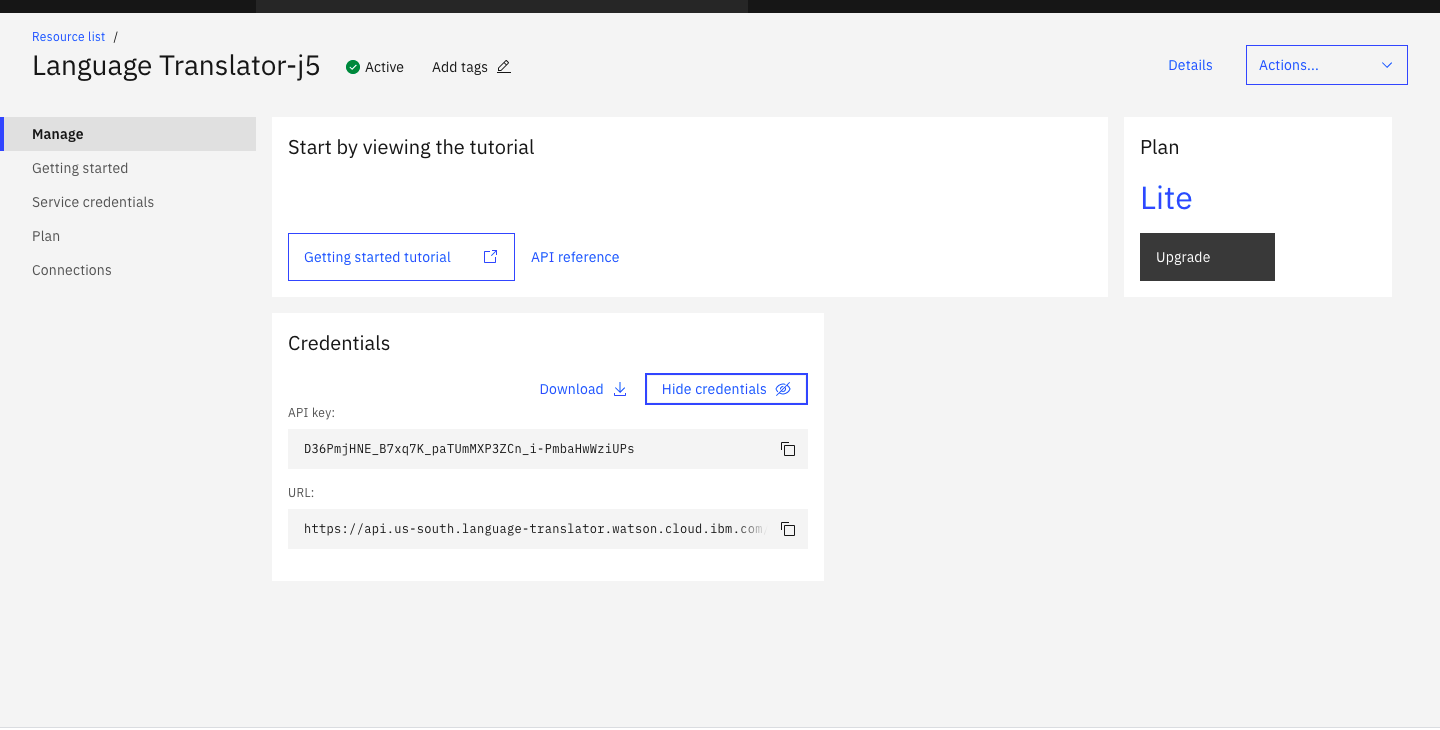 Resource list /
Language Translator-j5
Active
Add tags
Details
Actions...
Manage
Getting started
Service credentials
Plan
Connections
Start by viewing the tutorial
Getting started tutorial
API reference
Plan
Lite
Upgrade
Credentials
Download
Hide credentials
API key:
D36PmjHNE_B7xq7K_paTUmMXP3ZCn_i-PmbaHwWziUPs
URL:
https://api.us-south.language-translator.watson.cloud.ibm.com/